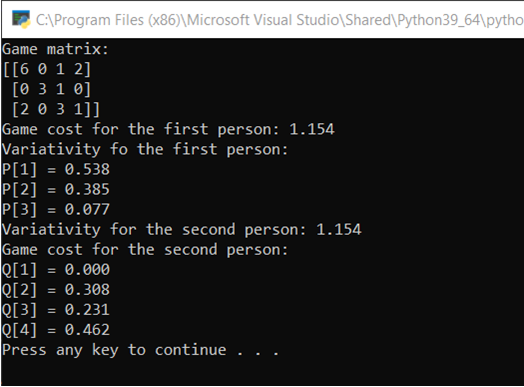 C:\Program Files (x86)\Microsoft Visual Studio\Shared\Python39_64\pytho
Game matrix:
[[6 0 1 2]
 [0 3 1 0]
 [2 0 3 1]]
Game cost for the first person: 1.154
Variativity fo the first person:
P[1] = 0.538
P[2] = 0.385
P[3] = 0.077
Variativity for the second person: 1.154
Game cost for the second person:
Q[1] = 0.000
Q[2] = 0.308
Q[3] = 0.231
Q[4] = 0.462
Press any key to continue . . .